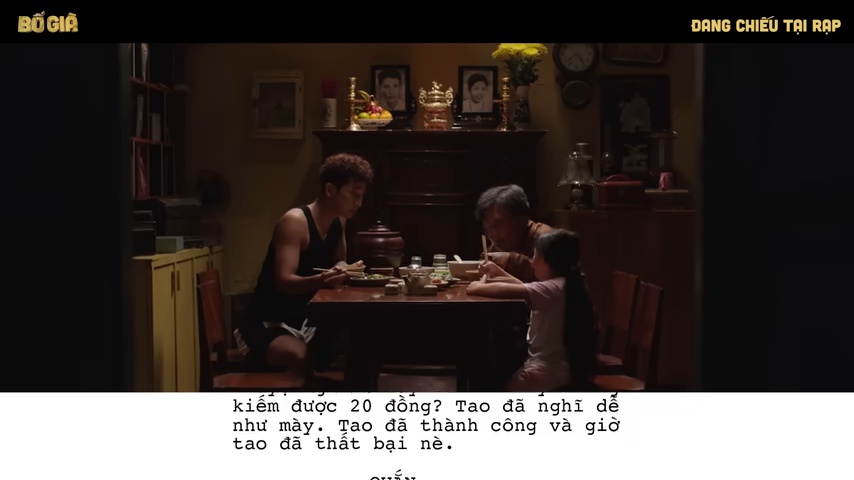 BỐ GIÀ
ĐANG CHIẾU TẠI RẠP
kiếm được 20 đồng? Tao đã nghĩ dễ
như mày. Tao đã thành công và giờ
tao đã thất bại nè.